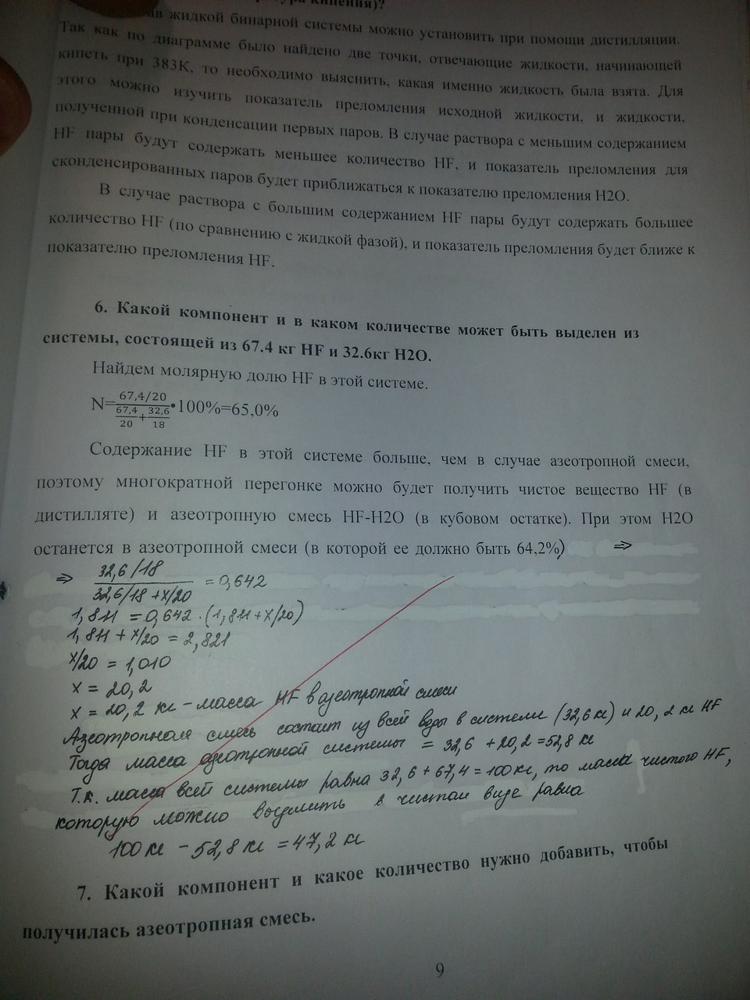 жидкой бинарной системы можно установить при помощи дистилляции.
Так как по диаграмме было найдено две точки, отвечающие жидкости, начинающей
кипеть при 383К, то необходимо выяснить, какая именно жидкость была взята. Для
этого можно изучить показатель преломления исходной жидкости, и жидкости,
полученной при конденсации первых паров. В случае раствора с меньшим содержанием
HF пары будут содержать меньшее количество HF, и показатель преломления для
сконденсированных паров будет приближаться к показателю преломления H2O.
В случае раствора с большим содержанием HF пары будут содержать большее
количество HF (по сравнению с жидкой фазой), и показатель преломления будет ближе к
показателю преломления HF.
6. Какой компонент и в каком количестве может быть выделен из
системы, состоящей из 67.4 кг HF и 32.6кг H2O.
Найдем молярную долю HF в этой системе.
N=67,4/20 / (67,4/20 + 32,6/18) •100%=65,0%
Содержание HF в этой системе больше, чем в случае азеотропной смеси,
поэтому многократной перегонке можно будет получить чистое вещество HF (в
дистилляте) и азеотропную смесь HF-H2O (в кубовом остатке). При этом H2O
останется в азеотропной смеси (в которой ее должно быть 64,2%) ⇒
⇒ 32,6/18 / (32,6/18 + x/20) = 0,642
1,811 = 0,642 · (1,811 + x/20)
1,811 + x/20 = 2,821
x/20 = 1,010
x = 20,2
x = 20,2 кг – масса HF в азеотропной смеси
Азеотропная смесь состоит из всей воды в системе (32,6 кг) и 20,2 кг HF
Тогда масса азеотропной системы = 32,6 + 20,2 = 52,8 кг
Т.к. масса всей системы равна 32,6 + 67,4 = 100 кг, то масса чистого HF,
которую можно выделить в чистом виде равна
100 кг – 52,8 кг = 47,2 кг
7. Какой компонент и какое количество нужно добавить, чтобы
получилась азеотропная смесь.
9